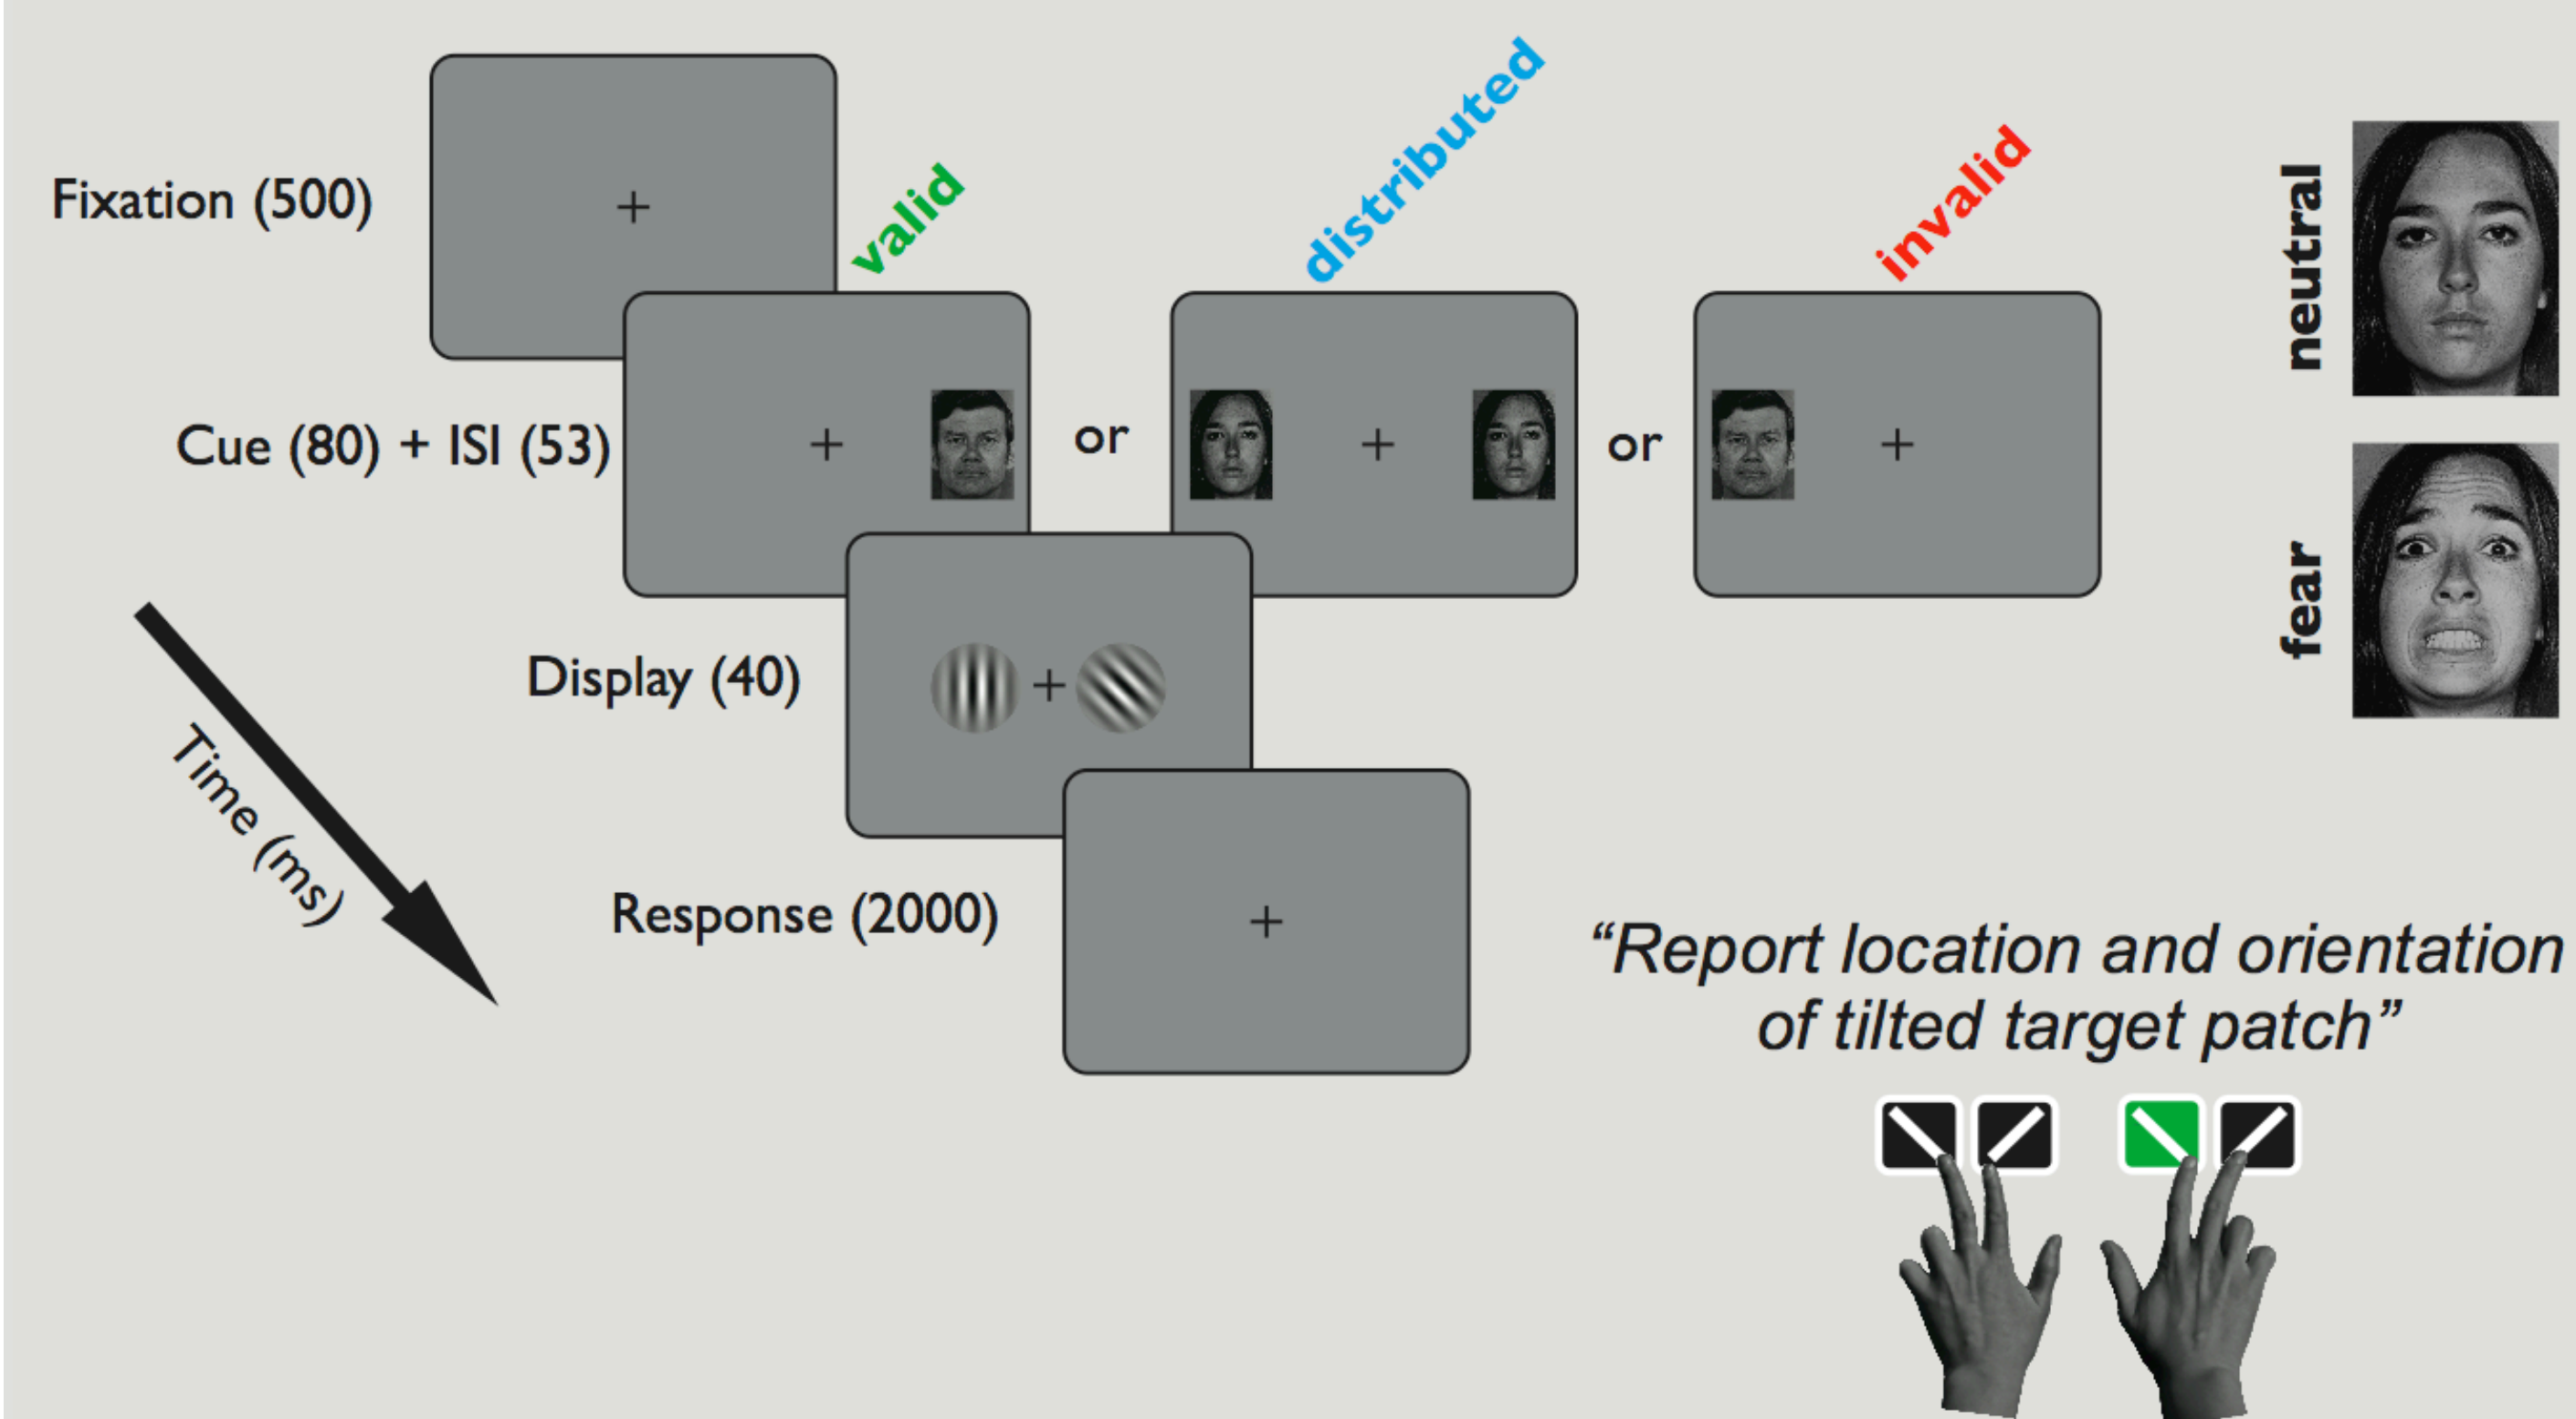 Fixation (500)
valid
distributed
invalid
neutral
Cue (80) + ISI (53)
or
or
fear
Display (40)
Time (ms)
Response (2000)
“Report location and orientation
of tilted target patch”